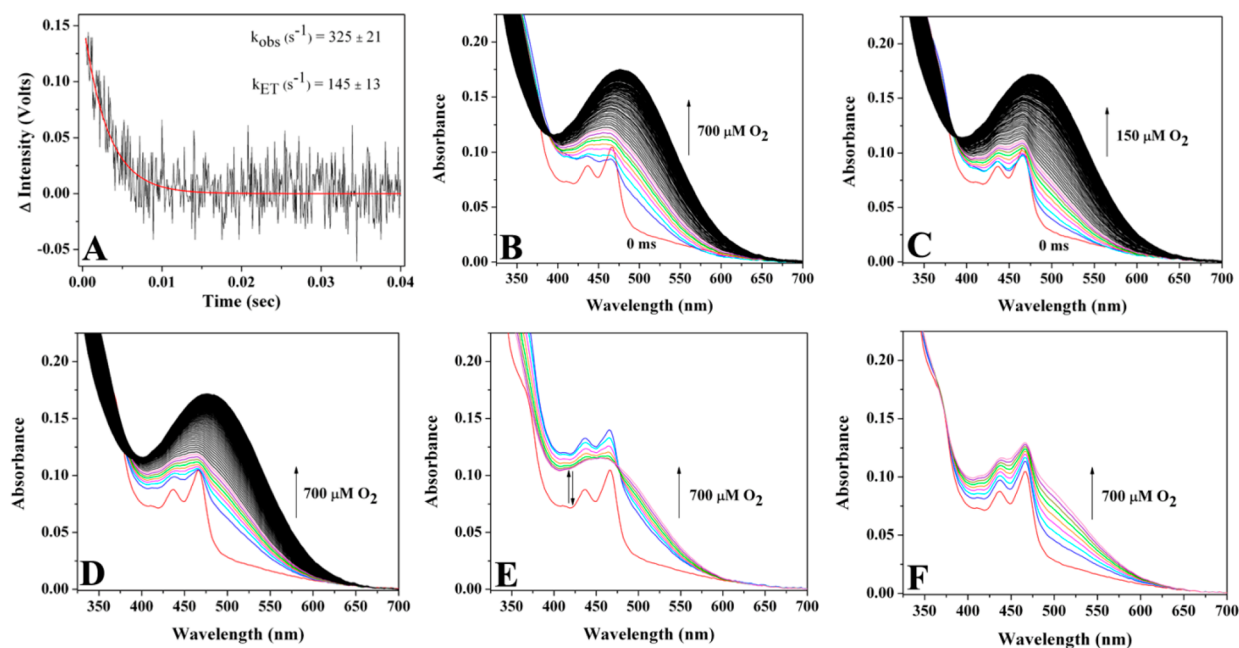 0.15
0.10
0.05
0.00
-0.05
Δ Intensity (Volts)
k_obs (s⁻¹) = 325 ± 21
k_ET (s⁻¹) = 145 ± 13
A
0.00 0.01 0.02 0.03 0.04
Time (sec)
0.20
0.15
0.10
0.05
0.00
Absorbance
700 μM O₂
0 ms
B
350 400 450 500 550 600 650 700
Wavelength (nm)
0.20
0.15
0.10
0.05
0.00
Absorbance
150 μM O₂
0 ms
C
350 400 450 500 550 600 650 700
Wavelength (nm)
0.20
0.15
0.10
0.05
0.00
Absorbance
700 μM O₂
D
350 400 450 500 550 600 650 700
Wavelength (nm)
0.20
0.15
0.10
0.05
0.00
Absorbance
700 μM O₂
E
350 400 450 500 550 600 650 700
Wavelength (nm)
0.20
0.15
0.10
0.05
0.00
Absorbance
700 μM O₂
F
350 400 450 500 550 600 650 700
Wavelength (nm)